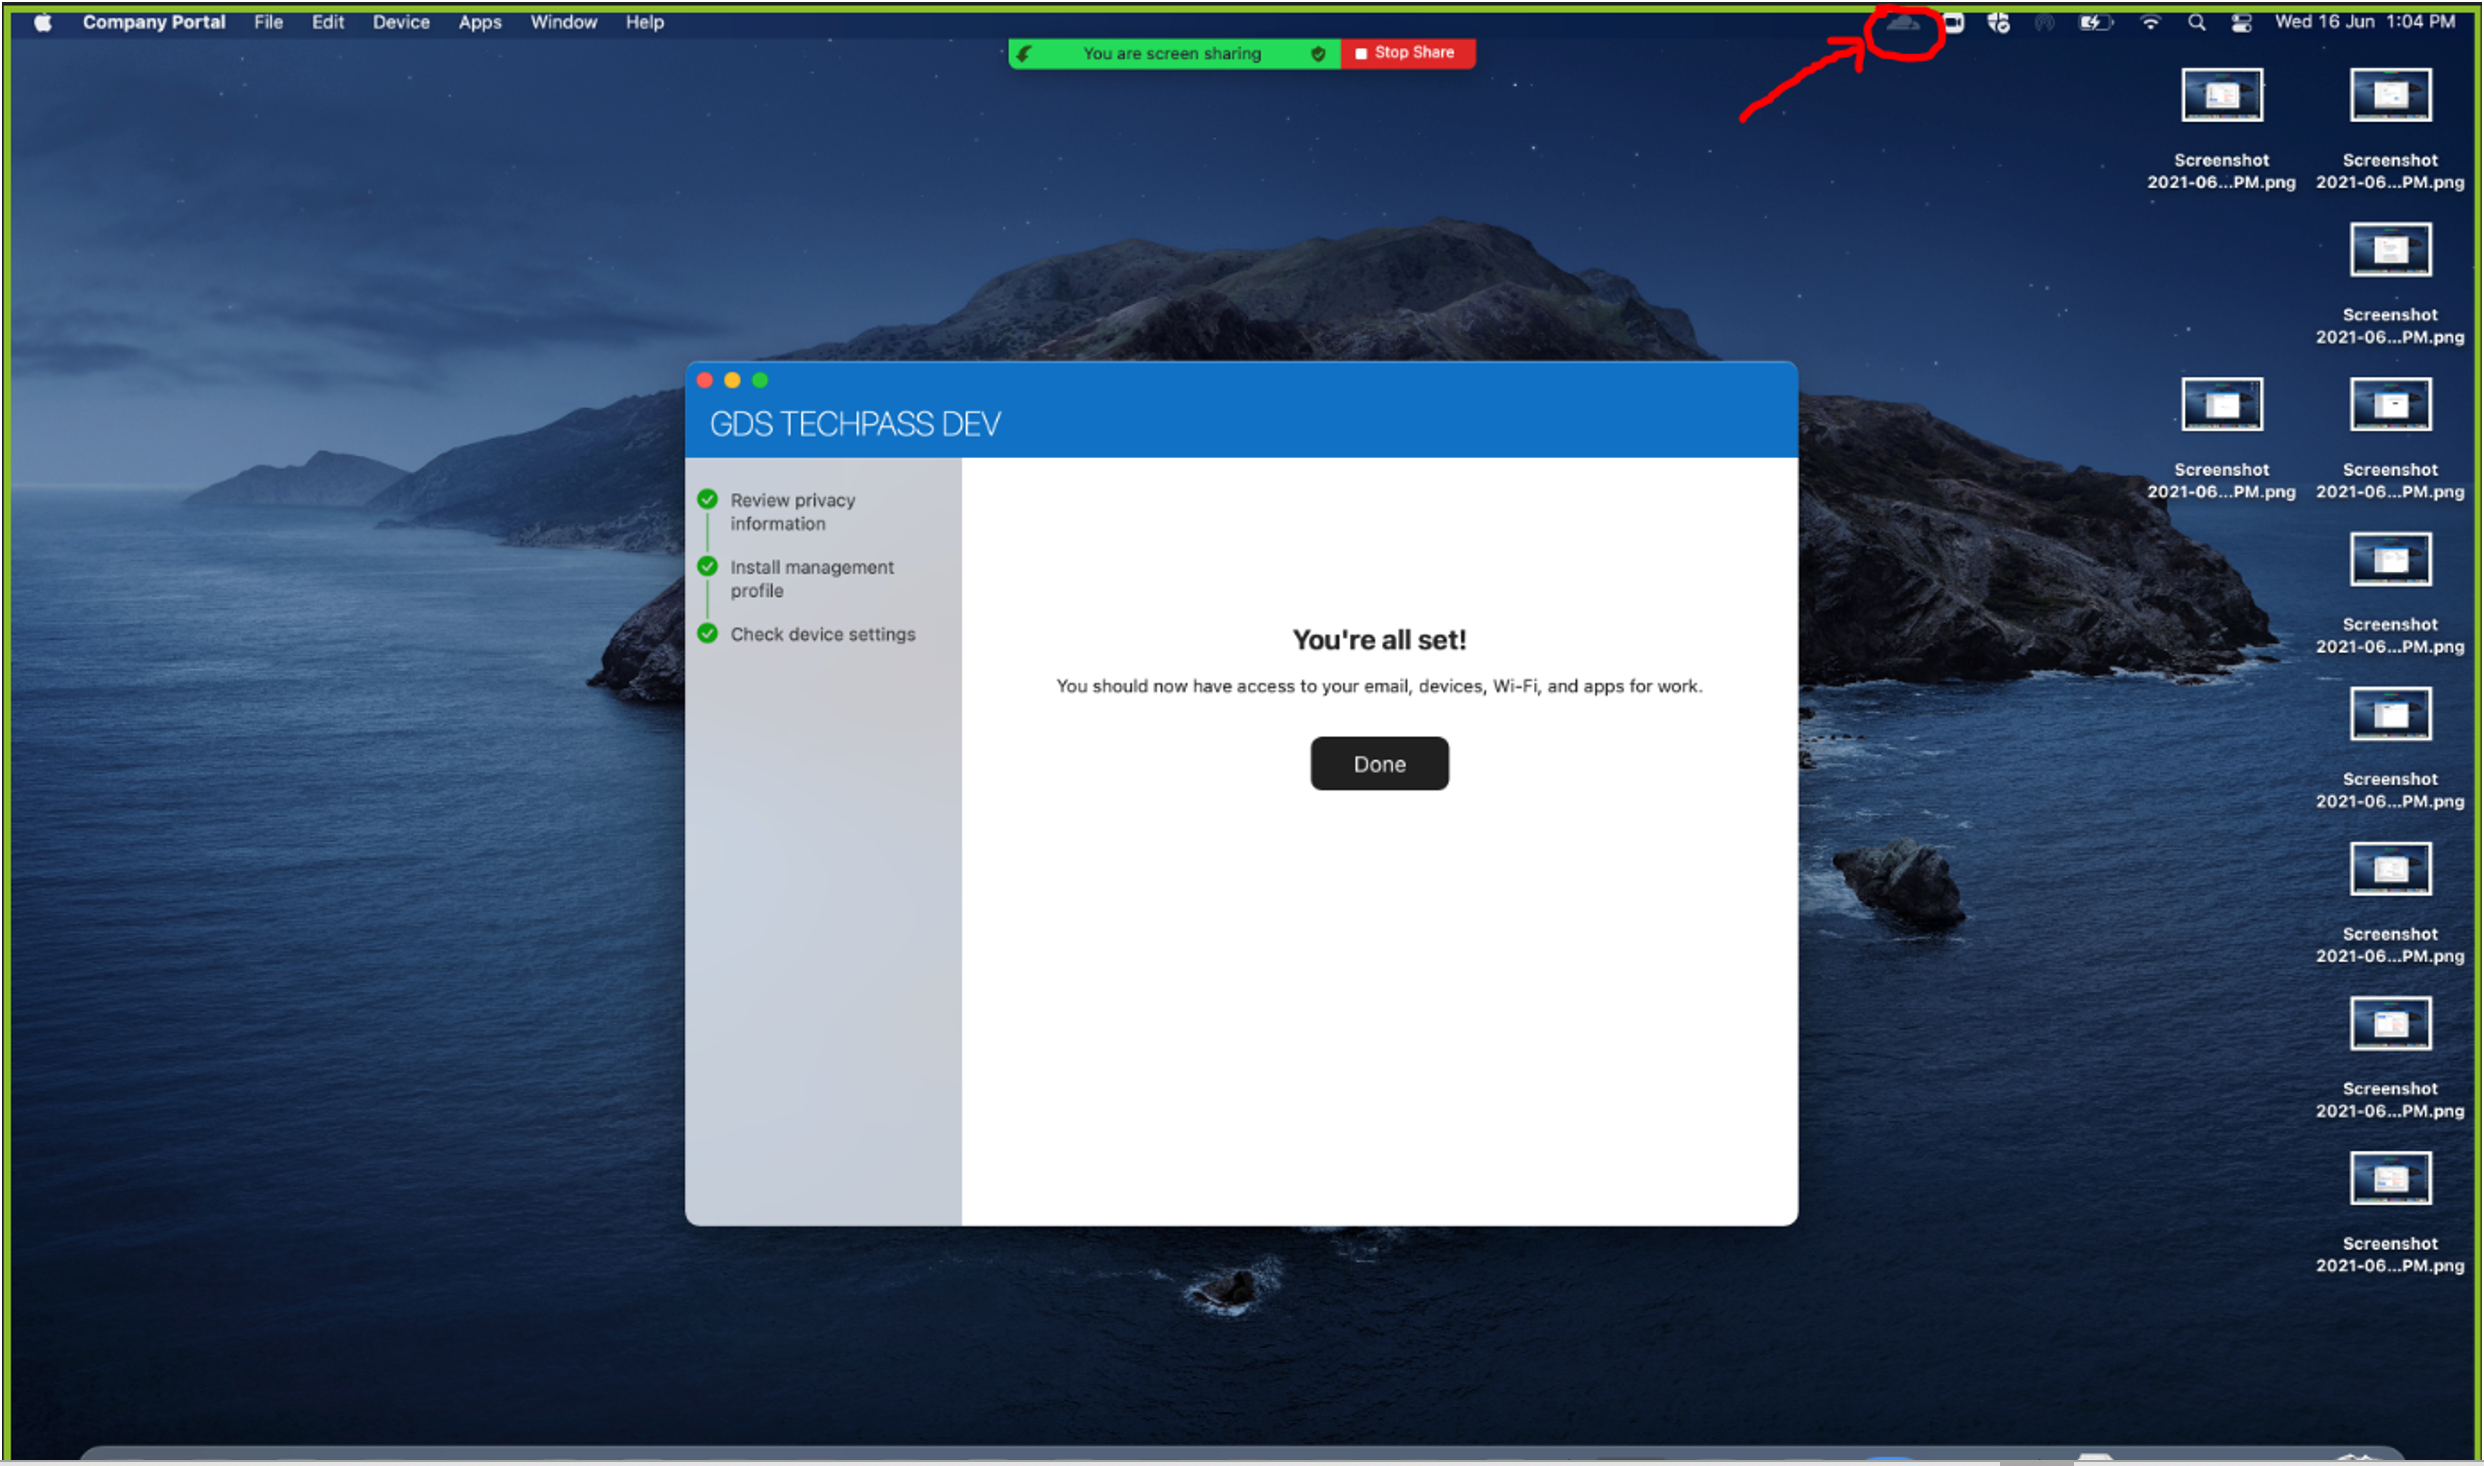 Company Portal File Edit Device Apps Window Help Wed 16 Jun 1:04 PM
You are screen sharing Stop Share
Screenshot
2021-06...PM.png
Screenshot
2021-06...PM.png
Screenshot
2021-06...PM.png
GDS TECHPASS DEV
Review privacy
information
Install management
profile
Check device settings
You're all set!
You should now have access to your email, devices, Wi-Fi, and apps for work.
Done
Screenshot
2021-06...PM.png
Screenshot
2021-06...PM.png
Screenshot
2021-06...PM.png
Screenshot
2021-06...PM.png
Screenshot
2021-06...PM.png
Screenshot
2021-06...PM.png
Screenshot
2021-06...PM.png